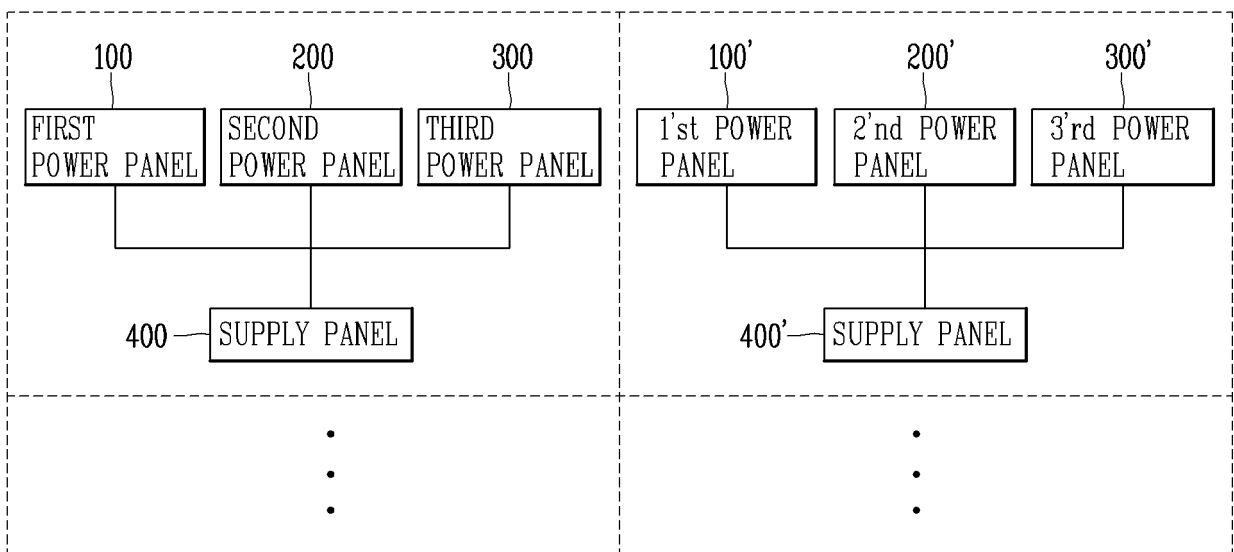 100 200 300 100' 200' 300'
FIRST
POWER PANEL
SECOND
POWER PANEL
THIRD
POWER PANEL
1'st POWER
PANEL
2'nd POWER
PANEL
3'rd POWER
PANEL
400 SUPPLY PANEL
400' SUPPLY PANEL